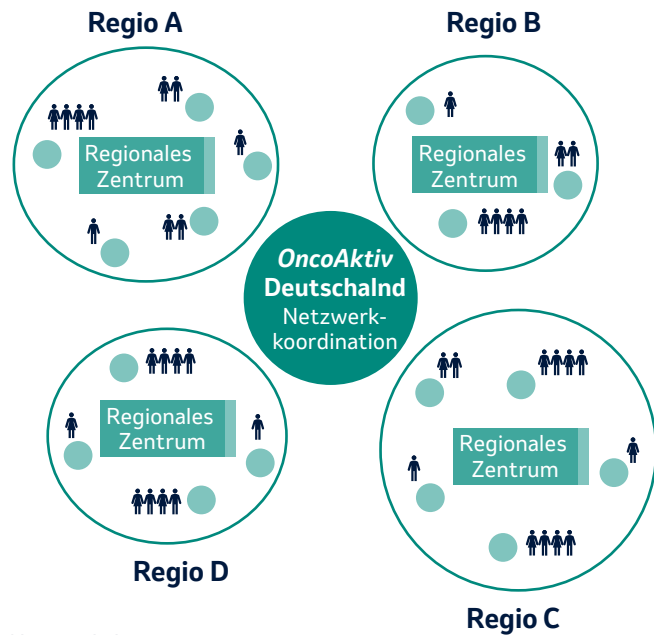 Regio A
Regio B
Regionales
Zentrum
Regionales
Zentrum
OncoAktiv
Deutschalnd
Netzwerk-
koordination
Regionales
Zentrum
Regionales
Zentrum
Regio D
Regio C